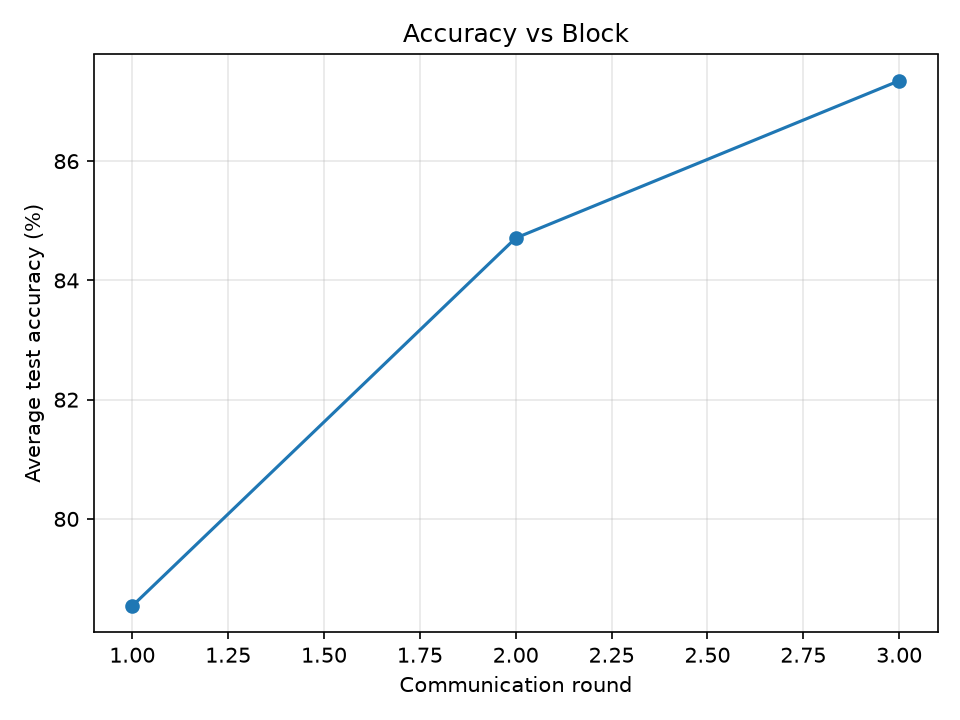 Accuracy vs Block
Average test accuracy (%)
86
84
82
80
1.00 1.25 1.50 1.75 2.00 2.25 2.50 2.75 3.00
Communication round